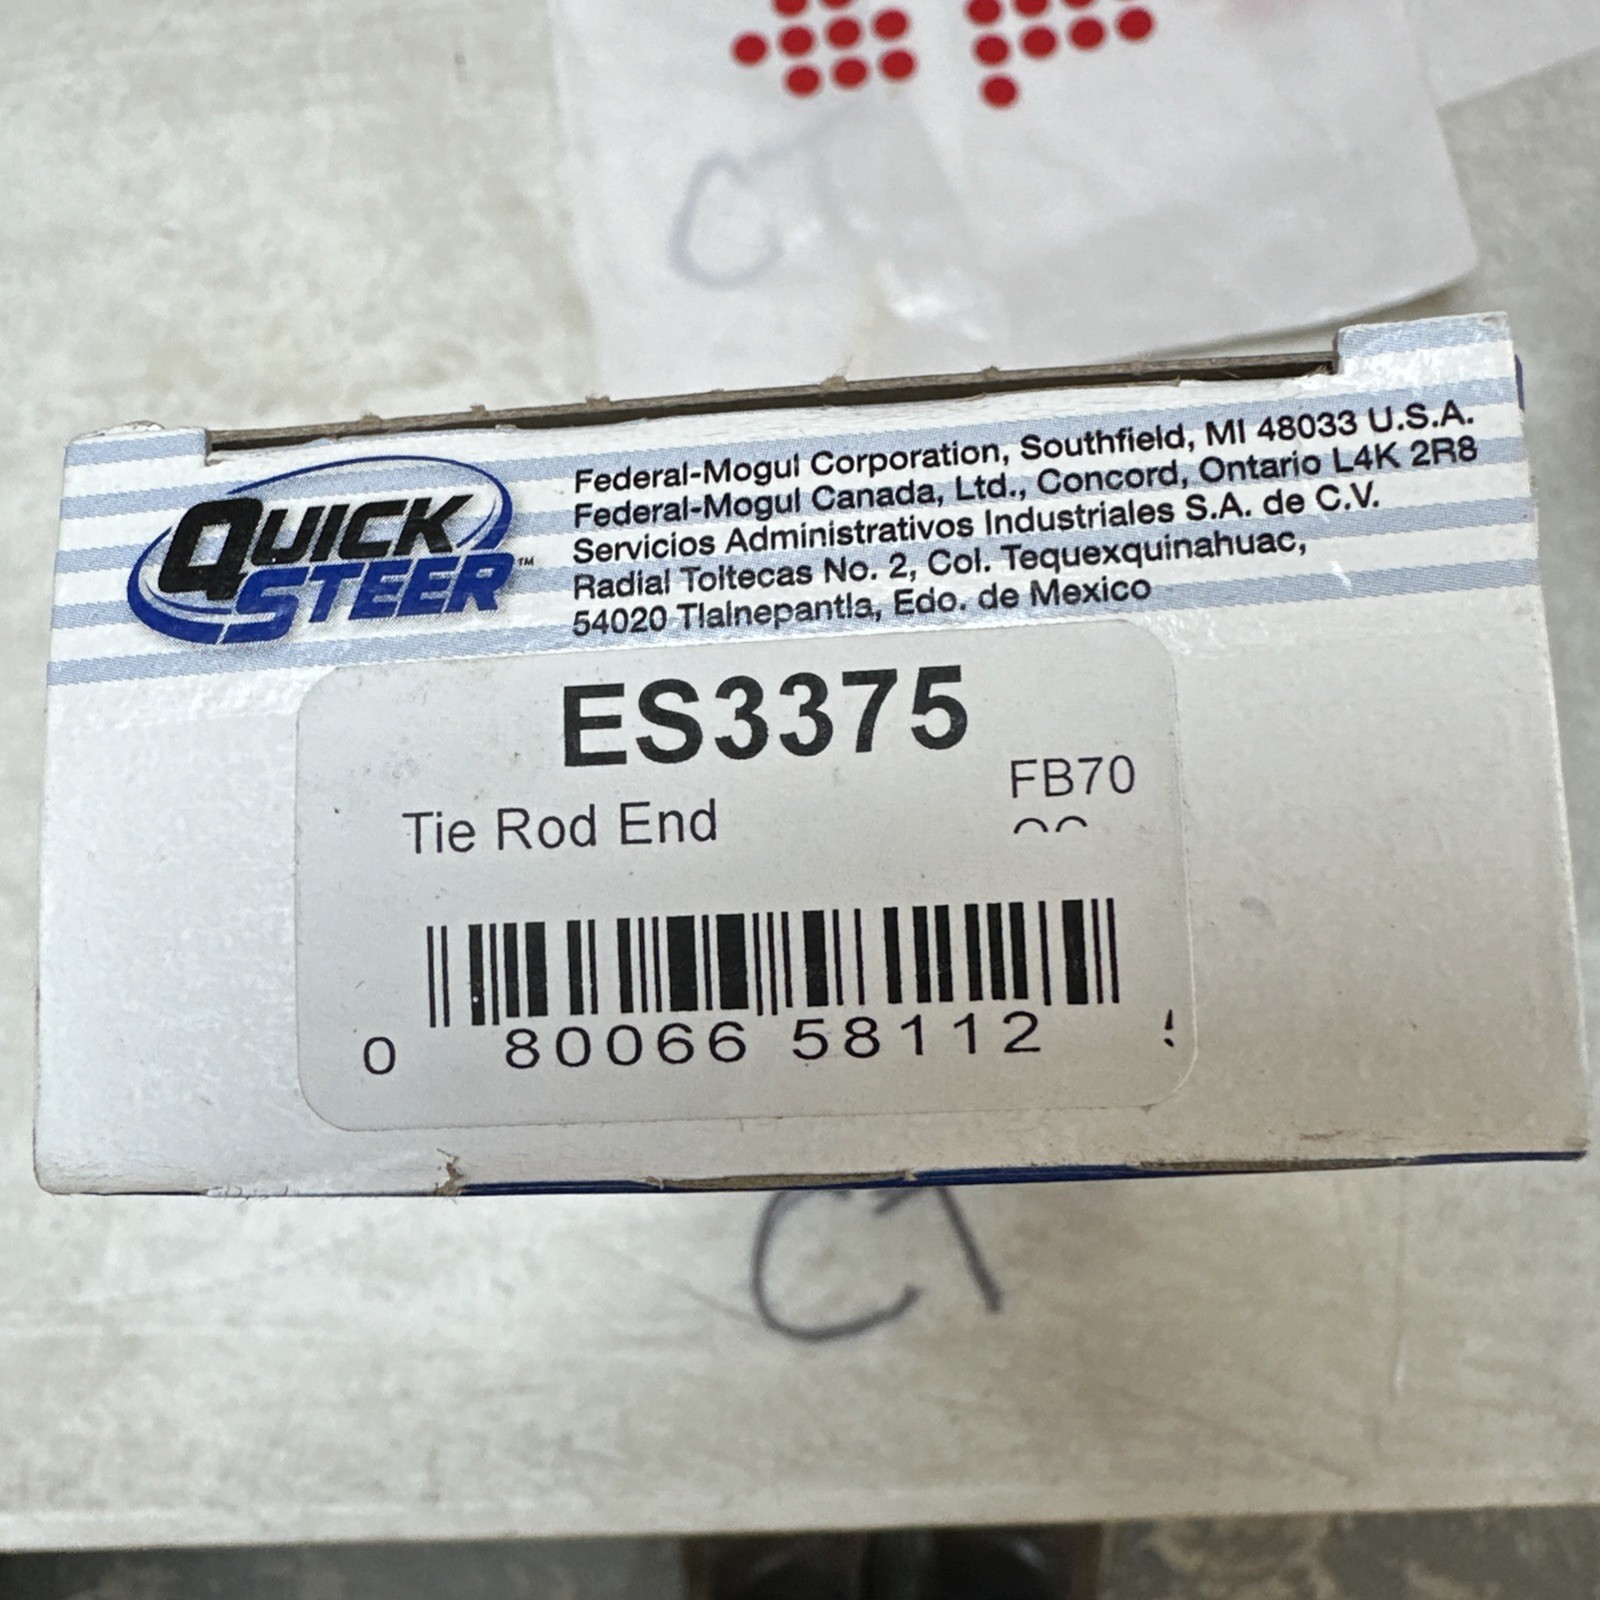 CT
QUICK
STEER™
Federal-Mogul Corporation, Southfield, MI 48033 U.S.A.
Federal-Mogul Canada, Ltd., Concord, Ontario L4K 2R8
Servicios Administrativos Industriales S.A. de C.V.
Radial Toltecas No. 2, Col. Tequexquinahuac,
54020 Tlalnepantla, Edo. de Mexico
ES3375
FB70
Tie Rod End
0 80066 58112
CT